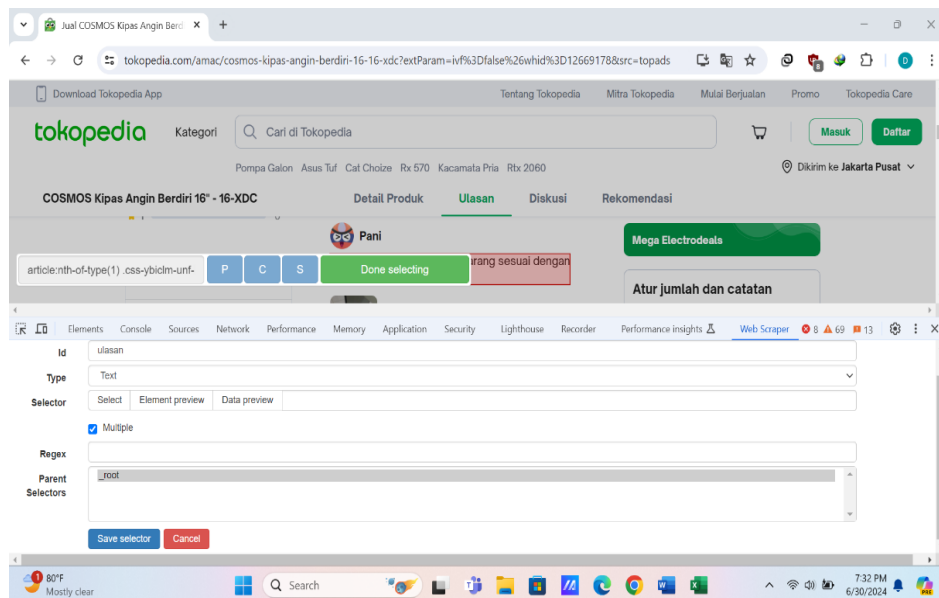 Jual COSMOS Kipas Angin Berdi
tokopedia.com/amac/cosmos-kipas-angin-berdiri-16-16-xdc?extParam=ivf%3Dfalse%26whid%3D12669178&src=topads
D
Download Tokopedia App Tentang Tokopedia Mitra Tokopedia Mulai Berjualan Promo Tokopedia Care
tokopedia Kategori Cari di Tokopedia Masuk Daftar
Pompa Galon Asus Tuf Cat Choize Rx 570 Kacamata Pria Rtx 2060 Dikirim ke Jakarta Pusat
COSMOS Kipas Angin Berdiri 16" - 16-XDC Detail Produk Ulasan Diskusi Rekomendasi
Pani Mega Electrodeals
article:nth-of-type(1) .css-ybiclm-unf- P C S Done selecting arang sesuai dengan
Atur jumlah dan catatan
Elements Console Sources Network Performance Memory Application Security Lighthouse Recorder Performance insights Web Scraper 8 69 13
Id ulasan
Type Text
Selector Select Element preview Data preview
Multiple
Regex
Parent Selectors _root
Save selector Cancel
1 80°F Search 7:32 PM
Mostly clear 6/30/2024 PRE